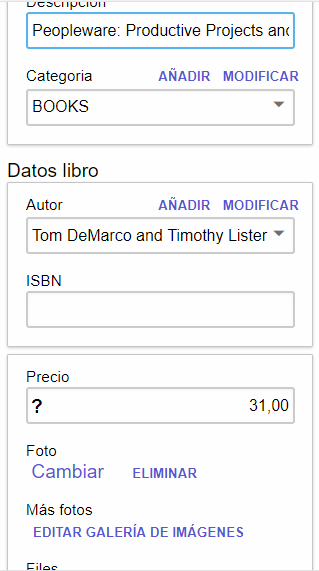 Descripción
Peopleware: Productive Projects and
Categoria AÑADIR MODIFICAR
BOOKS
Datos libro
Autor AÑADIR MODIFICAR
Tom DeMarco and Timothy Lister
ISBN
Precio
? 31,00
Foto
Cambiar ELIMINAR
Más fotos
EDITAR GALERÍA DE IMÁGENES
Files